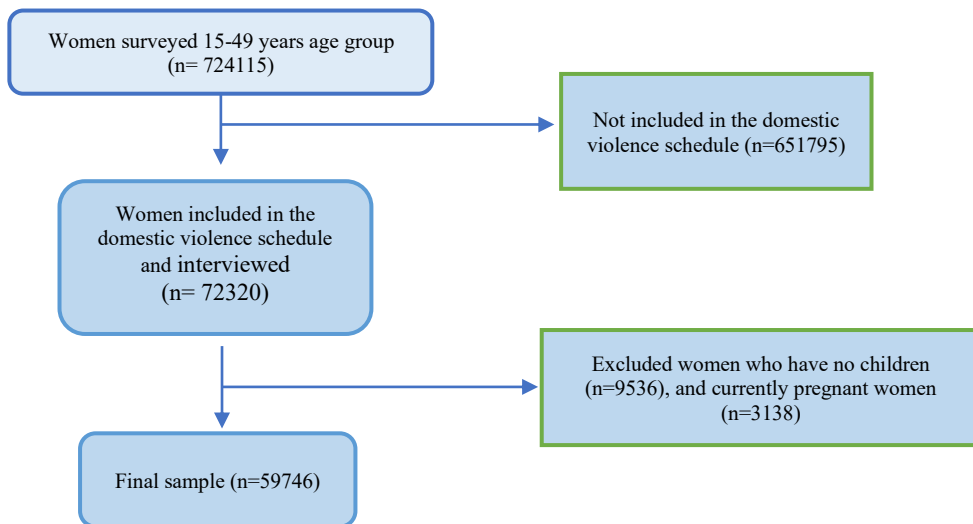 Women surveyed 15-49 years age group
(n= 724115)
Not included in the domestic
violence schedule (n=651795)
Women included in the
domestic violence schedule
and interviewed
(n= 72320)
Excluded women who have no children
(n=9536), and currently pregnant women
(n=3138)
Final sample (n=59746)